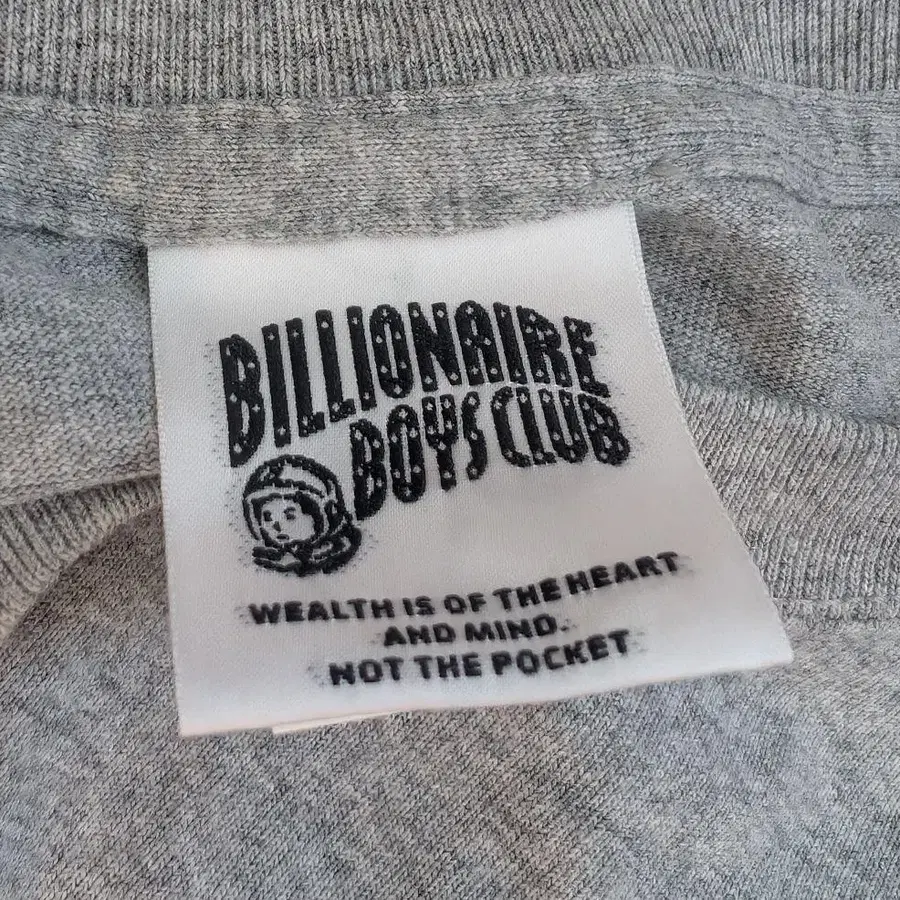 BILLIONAIRE
BOYS CLUB
WEALTH IS OF THE HEART
AND MIND.
NOT THE POCKET